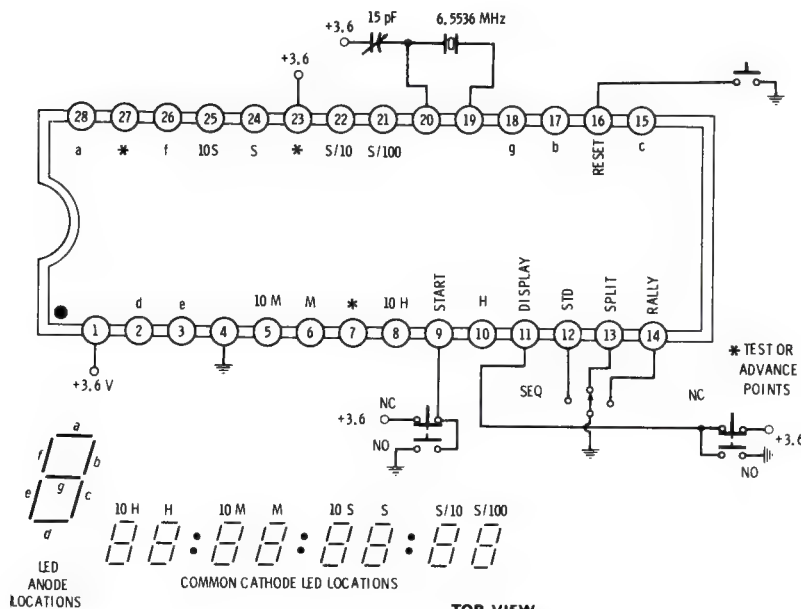 15 pF 6.5536 MHz
+3.6
+3.6
28 27 26 25 24 23 22 21 20 19 18 17 16 15
a * f 10S S * S/10 S/100 g b RESET c
d e 10 M M * 10 H START H DISPLAY STD SPLIT RALLY
1 2 3 4 5 6 7 8 9 10 11 12 13 14
* TEST OR
ADVANCE
POINTS
+3.6 V
SEQ
NC
NC
+3.6
+3.6
NO
NO
a
f b
g
e c
d
10 H H 10 M M 10 S S S/10 S/100
LED
ANODE
LOCATIONS
COMMON CATHODE LED LOCATIONS
TOP VIEW